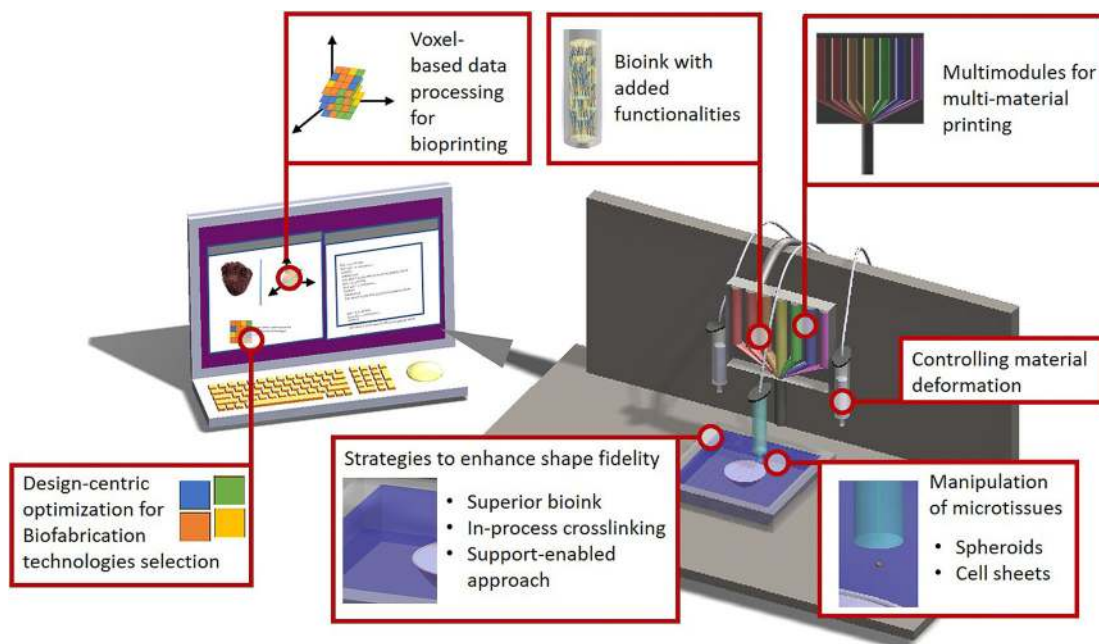 Voxel-
based data
processing
for
bioprinting
Bioink with
added
functionalities
Multimodules for
multi-material
printing
Controlling material
deformation
Design-centric
optimization for
Biofabrication
technologies selection
Strategies to enhance shape fidelity
• Superior bioink
• In-process crosslinking
• Support-enabled
approach
Manipulation
of microtissues
• Spheroids
• Cell sheets